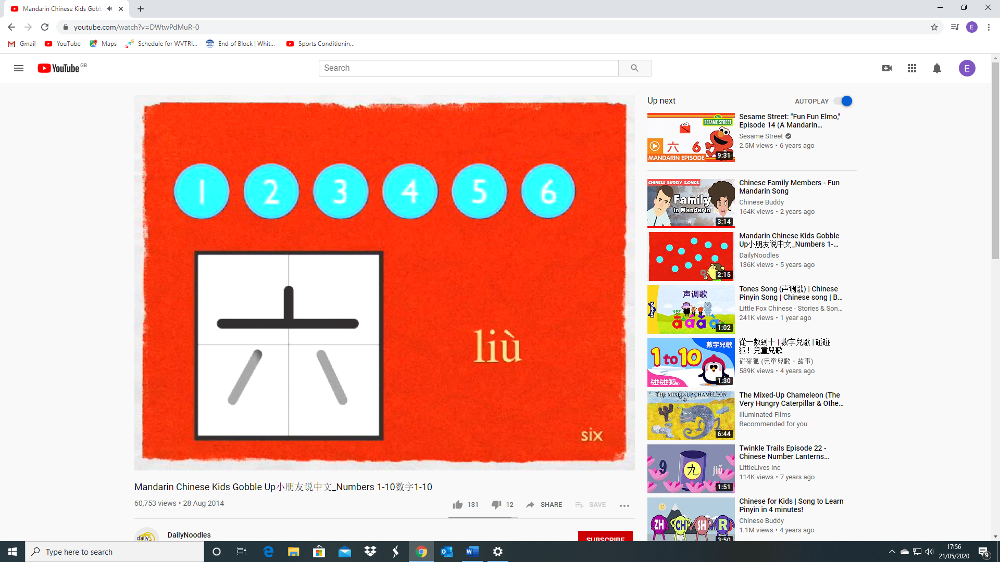 Mandarin Chinese Kids Gobb
youtube.com/watch?v=DWtwPdMuR-0
E
Gmail
YouTube
Maps
Schedule for WVTRI...
End of Block | Whit...
Sports Conditionin...
YouTube GB
Search
E
1 2 3 4 5 6
六
liù
six
Mandarin Chinese Kids Gobble Up小朋友说中文_Numbers 1-10数字1-10
60,753 views • 28 Aug 2014
131
12
SHARE
SAVE
daily
DailyNoodles
SUBSCRIBE
Up next
AUTOPLAY
SESAME STREET
六 6
MANDARIN EPISODE
9:31
Sesame Street: "Fun Fun Elmo,"
Episode 14 (A Mandarin...
Sesame Street
2.5M views • 6 years ago
CHINESE BUDDY SONGS
Family
in Mandarin
3:14
Chinese Family Members - Fun
Mandarin Song
Chinese Buddy
164K views • 2 years ago
2:15
Mandarin Chinese Kids Gobble
Up小朋友说中文_Numbers 1-...
DailyNoodles
136K views • 5 years ago
声调歌
ā á ǎ à
1:02
Tones Song (声调歌) | Chinese
Pinyin Song | Chinese song | B...
Little Fox Chinese - Stories & Son...
241K views • 1 year ago
數字兒歌
1 to 10
碰碰狐
1:30
從一數到十 | 數字兒歌 | 碰碰
狐！兒童兒歌
碰碰狐 (兒童兒歌・故事)
589K views • 4 years ago
THE MIXED-UP CHAMELEON
6:44
The Mixed-Up Chameleon (The
Very Hungry Caterpillar & Othe...
Illuminated Films
Recommended for you
9 九 jiǔ
1:51
Twinkle Trails Episode 22 -
Chinese Number Lanterns...
LittleLives Inc
114K views • 7 years ago
ZH CH SH R
3:50
Chinese for Kids | Song to Learn
Pinyin in 4 minutes!
Chinese Buddy
1.1M views • 4 years ago
Type here to search
17:56
21/05/2020
9